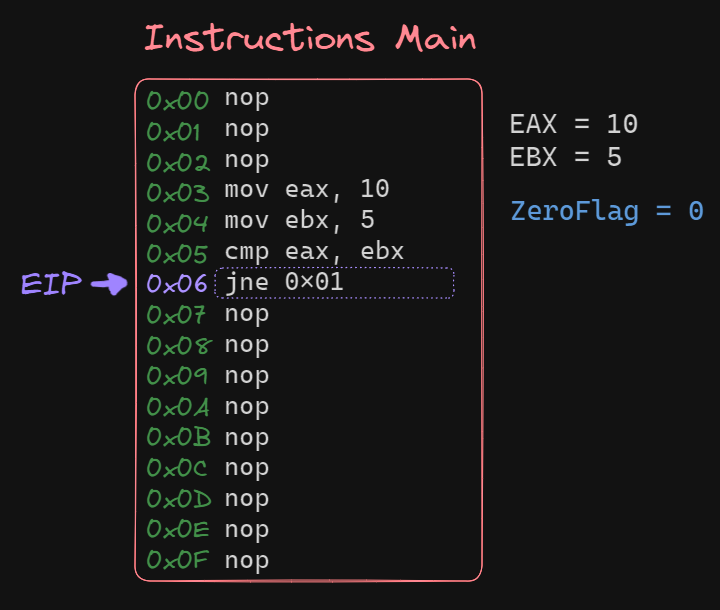 Instructions Main
0x00 nop
0x01 nop
0x02 nop
0x03 mov eax, 10
0x04 mov ebx, 5
0x05 cmp eax, ebx
EIP 0x06 jne 0×01
0x07 nop
0x08 nop
0x09 nop
0x0A nop
0x0B nop
0x0C nop
0x0D nop
0x0E nop
0x0F nop
EAX = 10
EBX = 5
ZeroFlag = 0